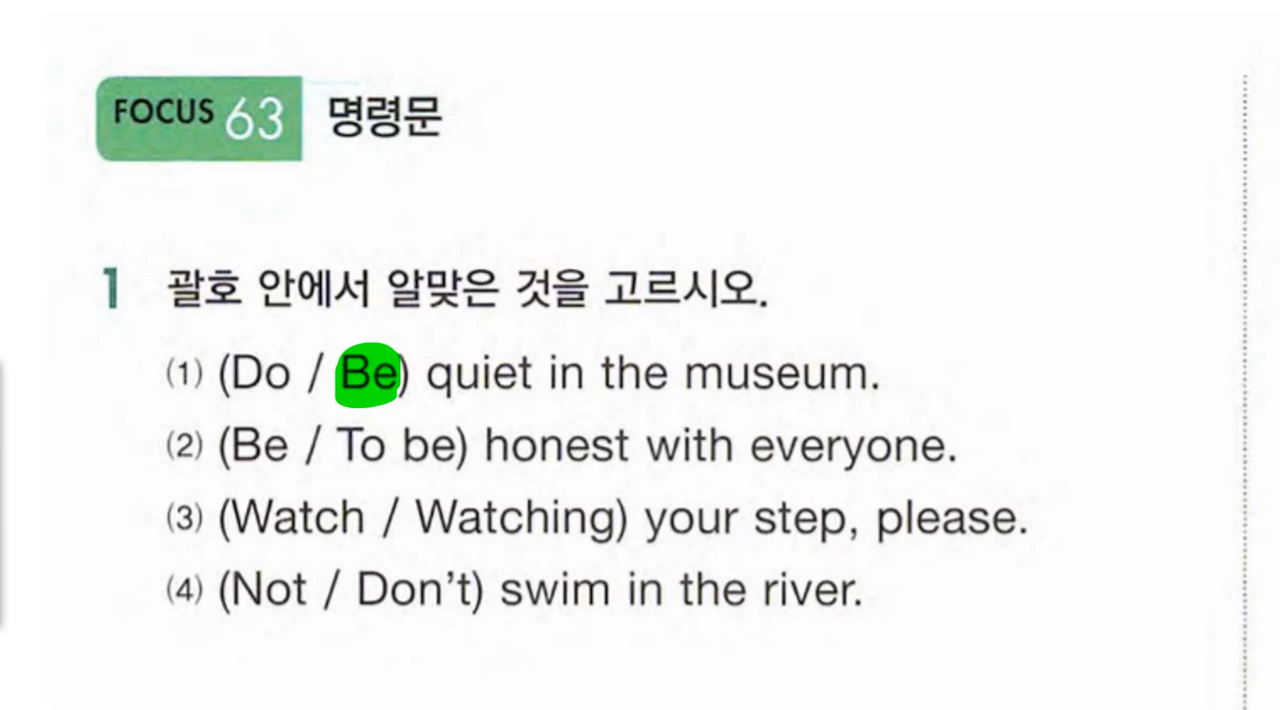 FOCUS 63 명령문
1 괄호 안에서 알맞은 것을 고르시오.
(1) (Do / Be) quiet in the museum.
(2) (Be / To be) honest with everyone.
(3) (Watch / Watching) your step, please.
(4) (Not / Don't) swim in the river.